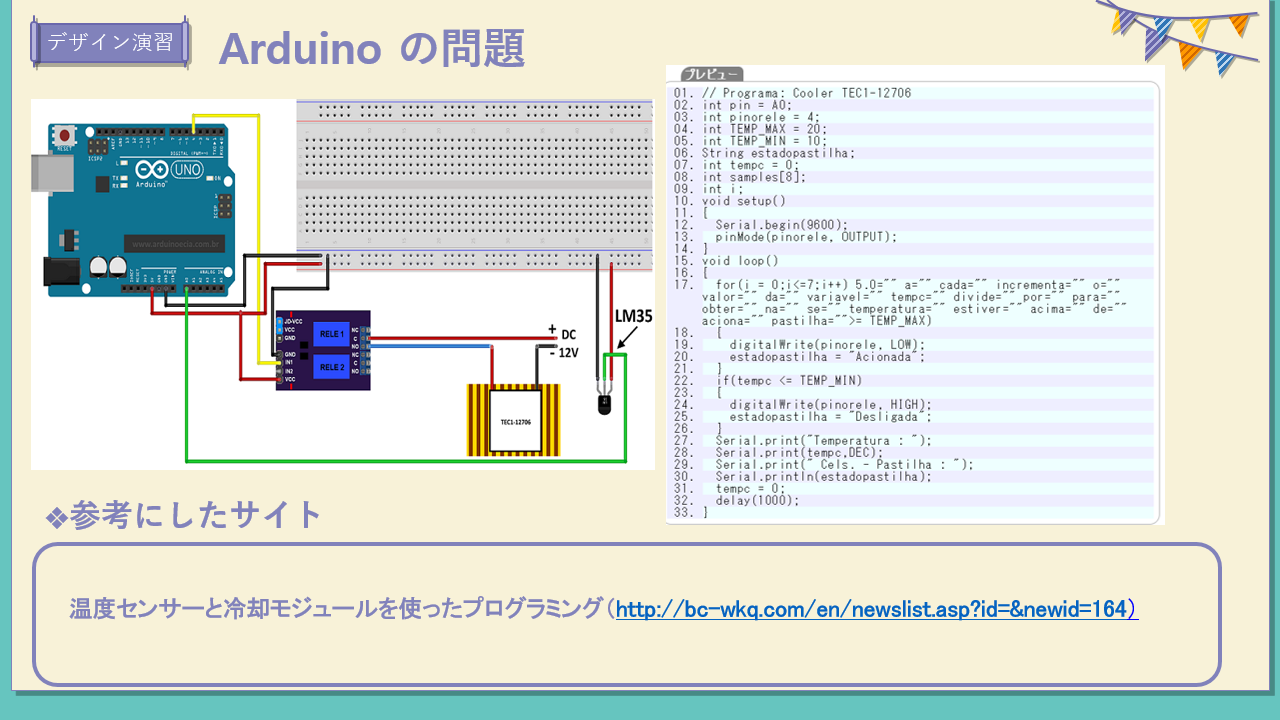 デザイン演習
Arduino の問題
RESET
ICSP2
L
TX
RX
Arduino
UNO
ON
ICSP
DIGITAL (PWM~)
www.arduinoecia.com.br
POWER
ANALOG IN
JD-VCC
VCC
GND
GND
IN1
IN2
VCC
RELE 1
RELE 2
NC
C
NO
NC
C
NO
+ DC
- 12V
LM35
TEC1-12706
プレビュー
01. // Programa: Cooler TEC1-12706
02. int pin = A0;
03. int pinorele = 4;
04. int TEMP_MAX = 20;
05. int TEMP_MIN = 10;
06. String estadopastilha;
07. int tempc = 0;
08. int samples[8];
09. int i;
10. void setup()
11. {
12. Serial.begin(9600);
13. pinMode(pinorele, OUTPUT);
14. }
15. void loop()
16. {
17. for(i = 0;i<=7;i++) 5.0="" a="" cada="" incrementa="" o=""
valor="" da="" variavel="" tempc="" divide="" por="" para=""
obter="" na="" se="" temperatura="" estiver="" acima="" de=""
aciona="" pastilha="">= TEMP_MAX)
18. {
19. digitalWrite(pinorele, LOW);
20. estadopastilha = "Acionada";
21. }
22. if(tempc <= TEMP_MIN)
23. {
24. digitalWrite(pinorele, HIGH);
25. estadopastilha = "Desligada";
26. }
27. Serial.print("Temperatura : ");
28. Serial.print(tempc,DEC);
29. Serial.print(" Cels. - Pastilha : ");
30. Serial.println(estadopastilha);
31. tempc = 0;
32. delay(1000);
33. }
❖参考にしたサイト
温度センサーと冷却モジュールを使ったプログラミング（http://bc-wkq.com/en/newslist.asp?id=&newid=164）